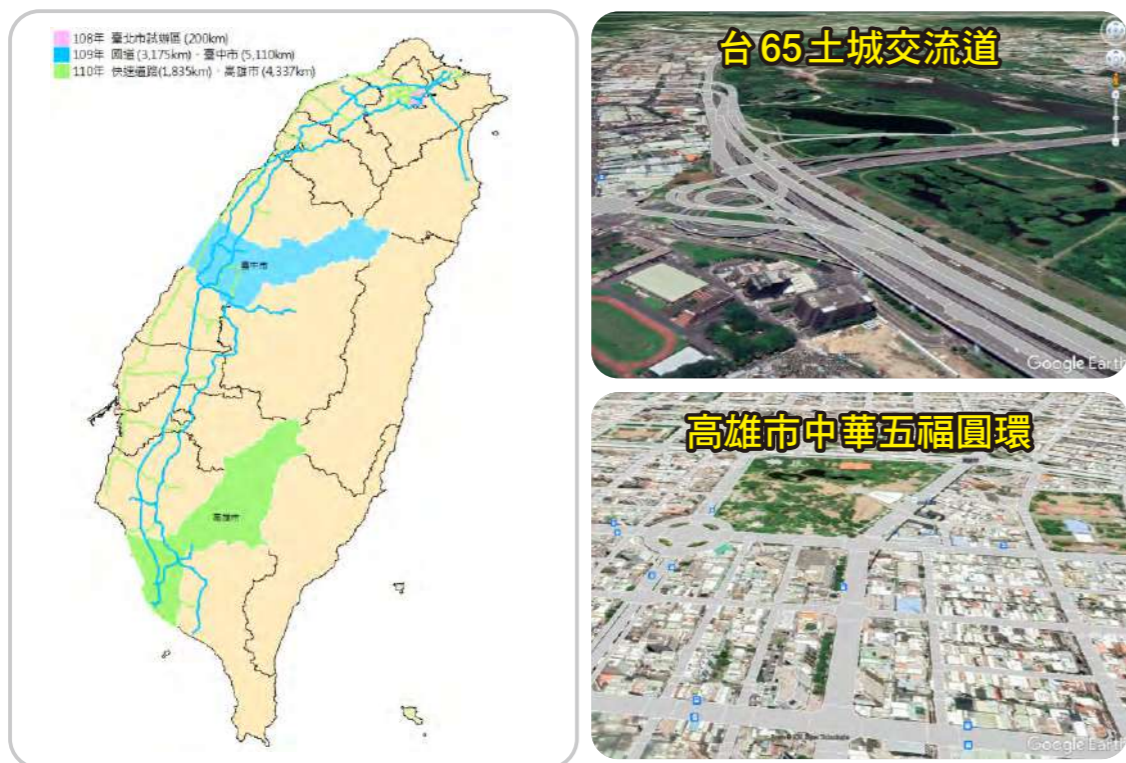 108年 臺北市試辦區 (200km)
109年 國道 (3,175km)、臺中市 (5,110km)
110年 快速道路(1,835km)、高雄市 (4,337km)
臺中市
高雄市
台65土城交流道
Google Earth
高雄市中華五福圓環
Google Earth